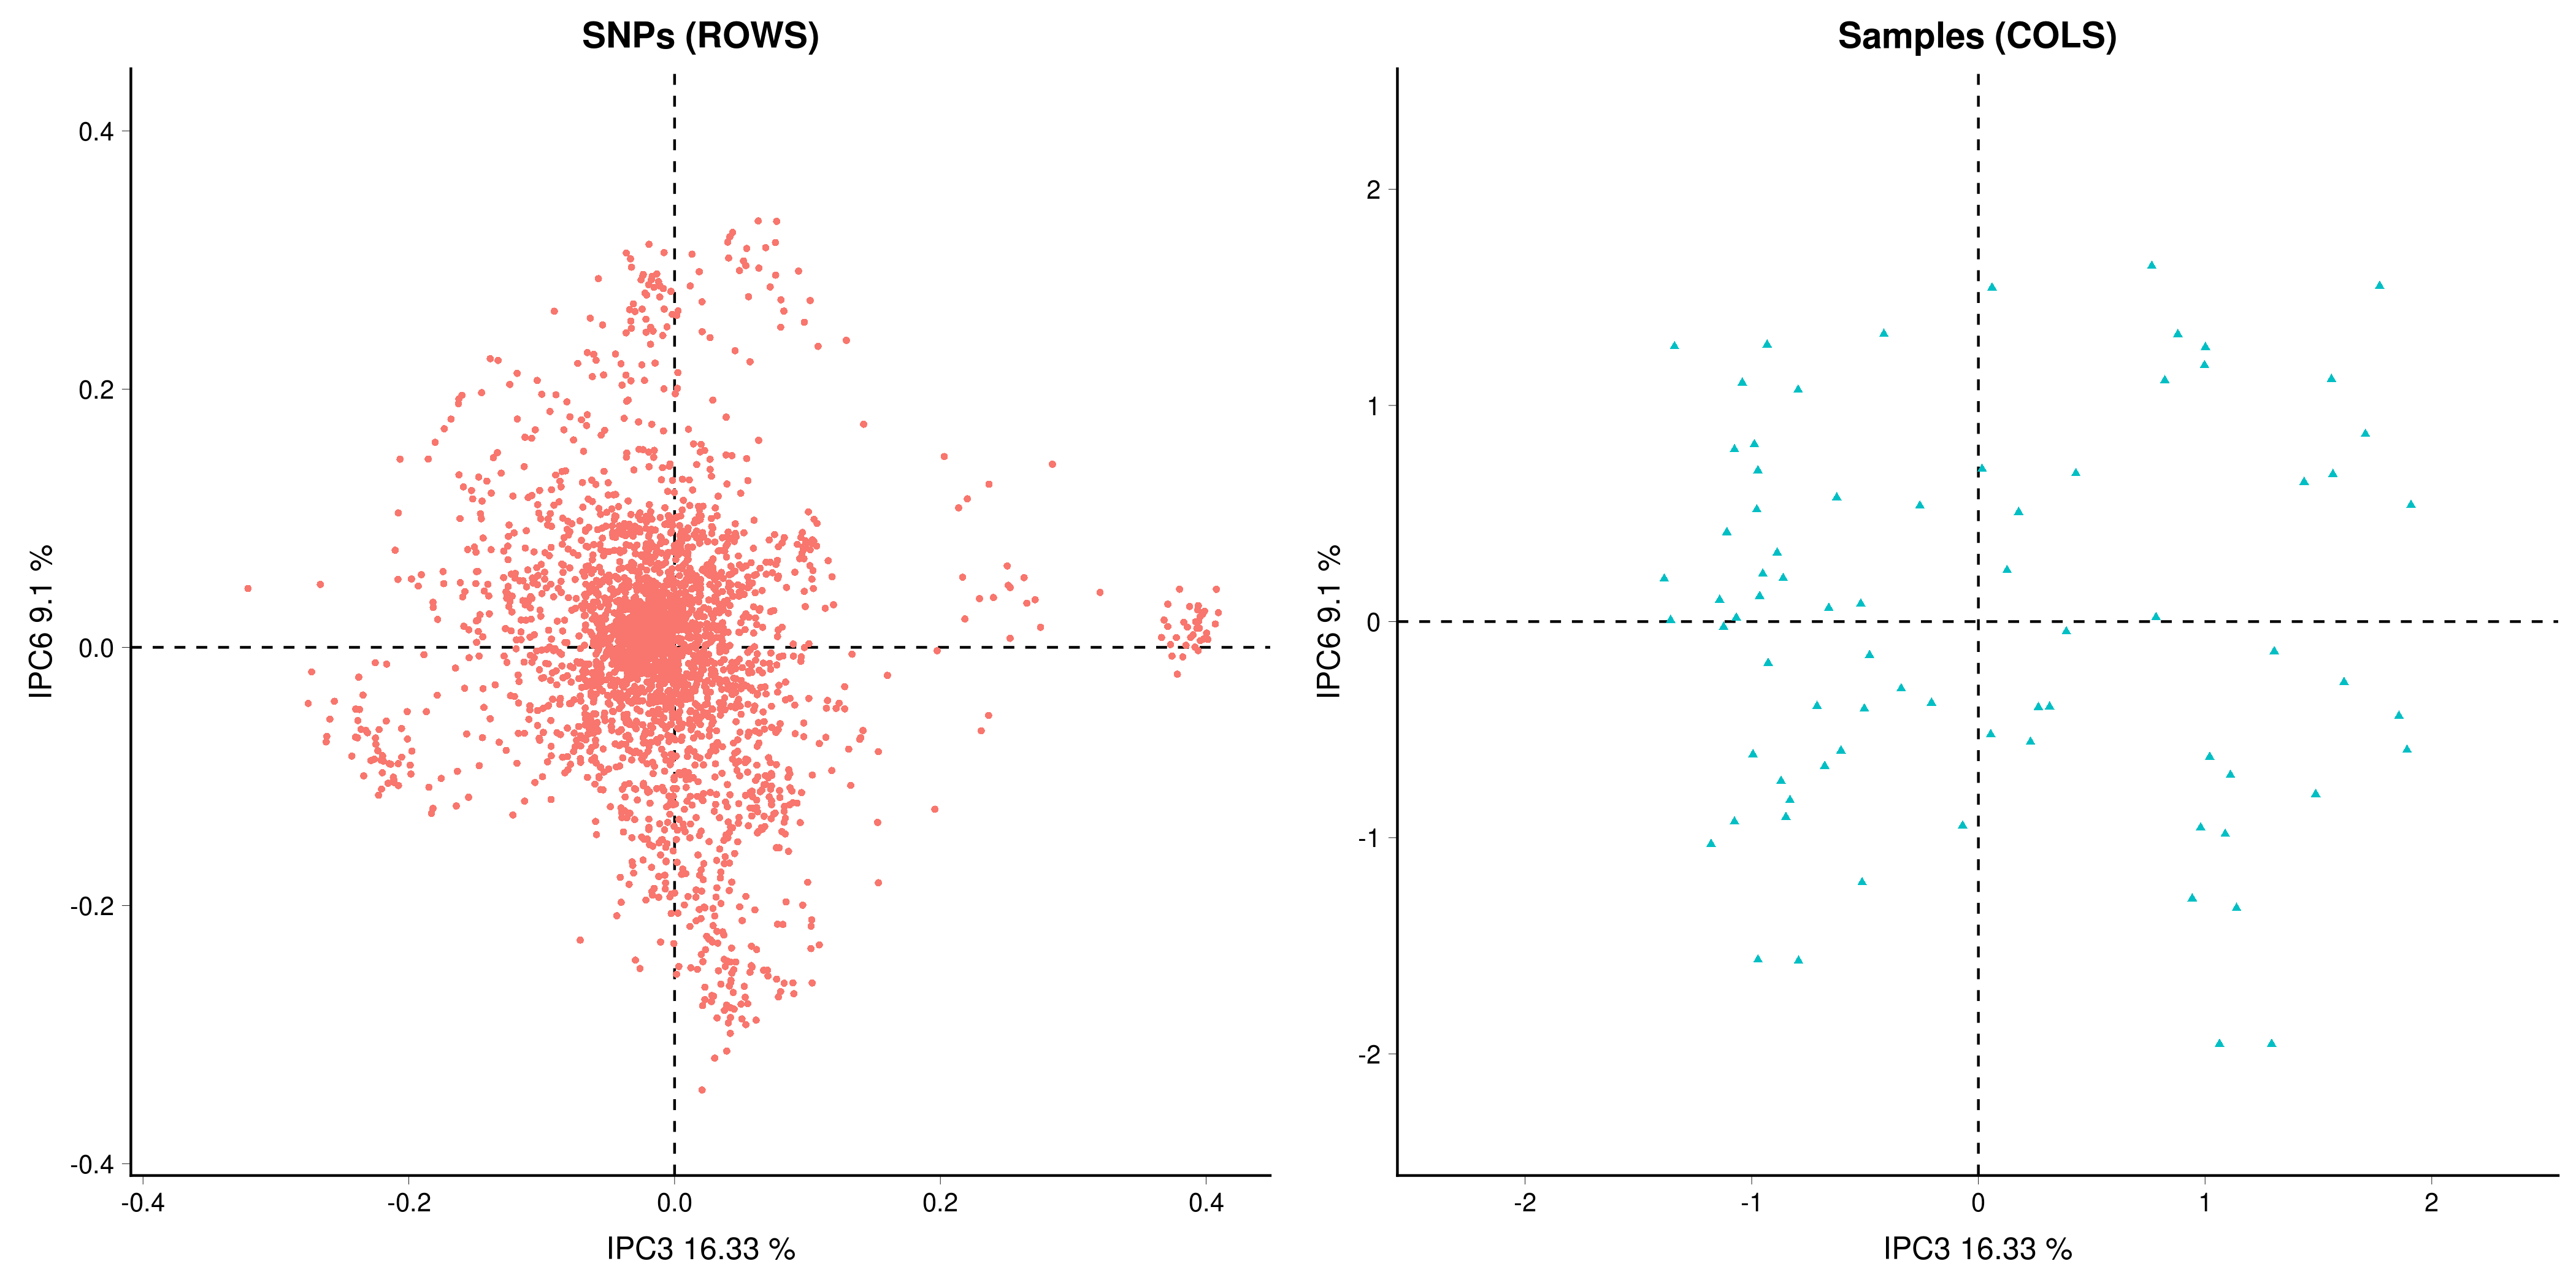 SNPs (ROWS)
0.4
0.2
0.0
-0.2
-0.4
IPC6 9.1 %
-0.4 -0.2 0.0 0.2 0.4
IPC3 16.33 %
Samples (COLS)
2
1
0
-1
-2
IPC6 9.1 %
-2 -1 0 1 2
IPC3 16.33 %